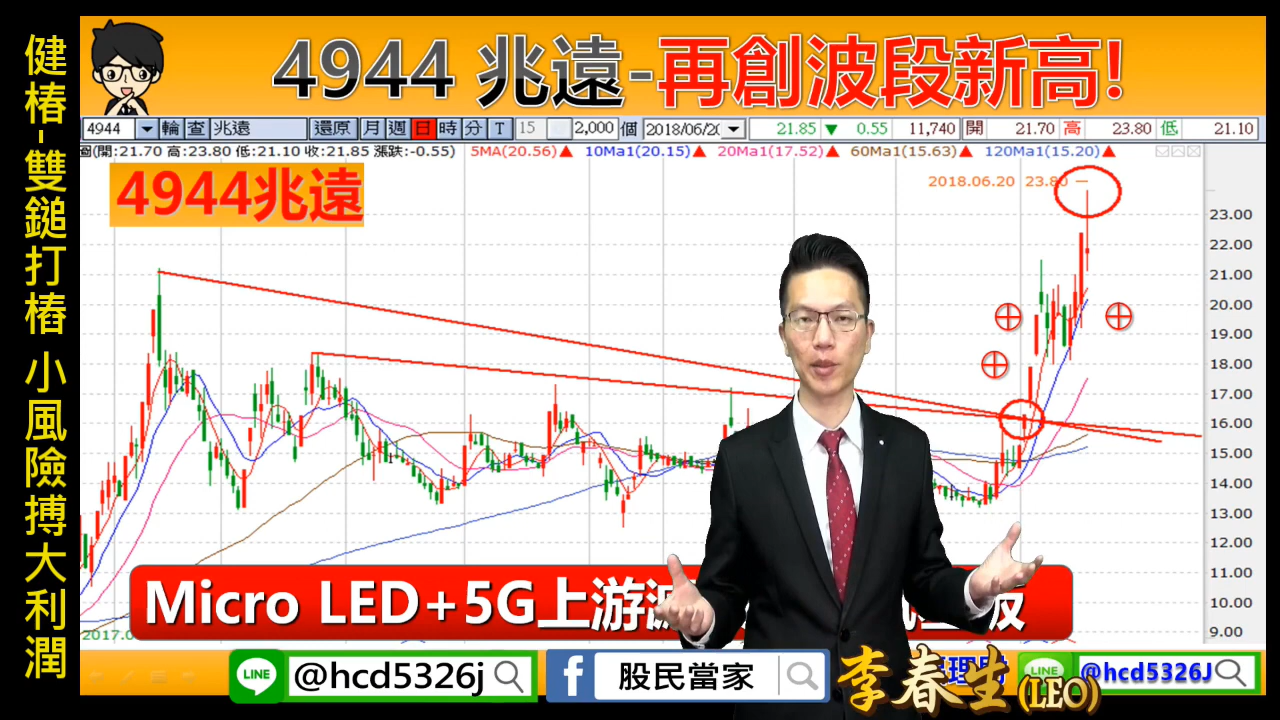 健椿-雙鎚打樁 小風險搏大利潤
4944 兆遠-再創波段新高!
4944 輪 查 兆遠 還原 月 週 日 時 分 T 15 2,000 個 2018/06/20 21.85▼ 0.55 11,740 開 21.70 高 23.80 低 21.10
圖(開:21.70 高:23.80 低:21.10 收:21.85 漲跌:-0.55) 5MA(20.56)▲ 10Ma1(20.15)▲ 20Ma1(17.52)▲ 60Ma1(15.63)▲ 120Ma1(15.20)▲
4944兆遠
2018.06.20 23.80
23.00
22.00
21.00
20.00
19.00
18.00
17.00
16.00
15.00
14.00
13.00
12.00
11.00
10.00
9.00
Micro LED+5G上游
2017.0
LINE @hcd5326j
股民當家
李春生(LEO)
LINE @hcd5326J